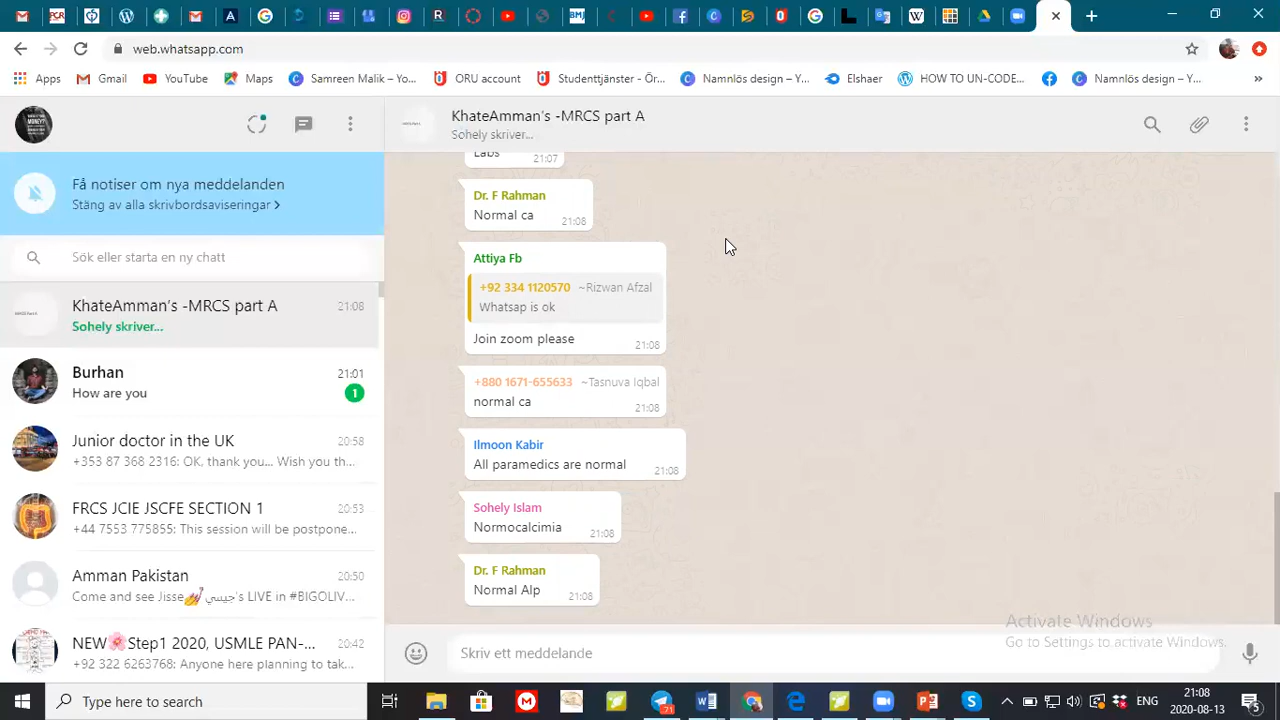 web.whatsapp.com
Apps
Gmail
YouTube
Maps
Samreen Malik – Yo...
ORU account
Studenttjänster - Ör...
Namnlös design – Y...
Elshaer
HOW TO UN-CODE...
Namnlös design – Y...
»
KhateAmman's -MRCS part A
Sohely skriver...
Få notiser om nya meddelanden
Stäng av alla skrivbordsaviseringar >
Sök eller starta en ny chatt
KhateAmman's -MRCS part A 21:08
Sohely skriver...
Burhan 21:01
How are you 1
Junior doctor in the UK 20:58
+353 87 368 2316: OK, thank you... Wish you th...
FRCS JCIE JSCFE SECTION 1 20:53
+44 7553 775855: This session will be postpone...
Amman Pakistan 20:50
Come and see Jisse💅جيسي's LIVE in #BIGOLIV...
NEW🌸Step1 2020, USMLE PAN-... 20:42
+92 322 6263768: Anyone here planning to tak...
Labs 21:07
Dr. F Rahman
Normal ca 21:08
Attiya Fb
+92 334 1120570 ~Rizwan Afzal
Whatsap is ok
Join zoom please 21:08
+880 1671-655633 ~Tasnuva Iqbal
normal ca 21:08
Ilmoon Kabir
All paramedics are normal 21:08
Sohely Islam
Normocalcimia 21:08
Dr. F Rahman
Normal Alp 21:08
Activate Windows
Go to Settings to activate Windows.
Skriv ett meddelande
Type here to search
ENG
21:08
2020-08-13